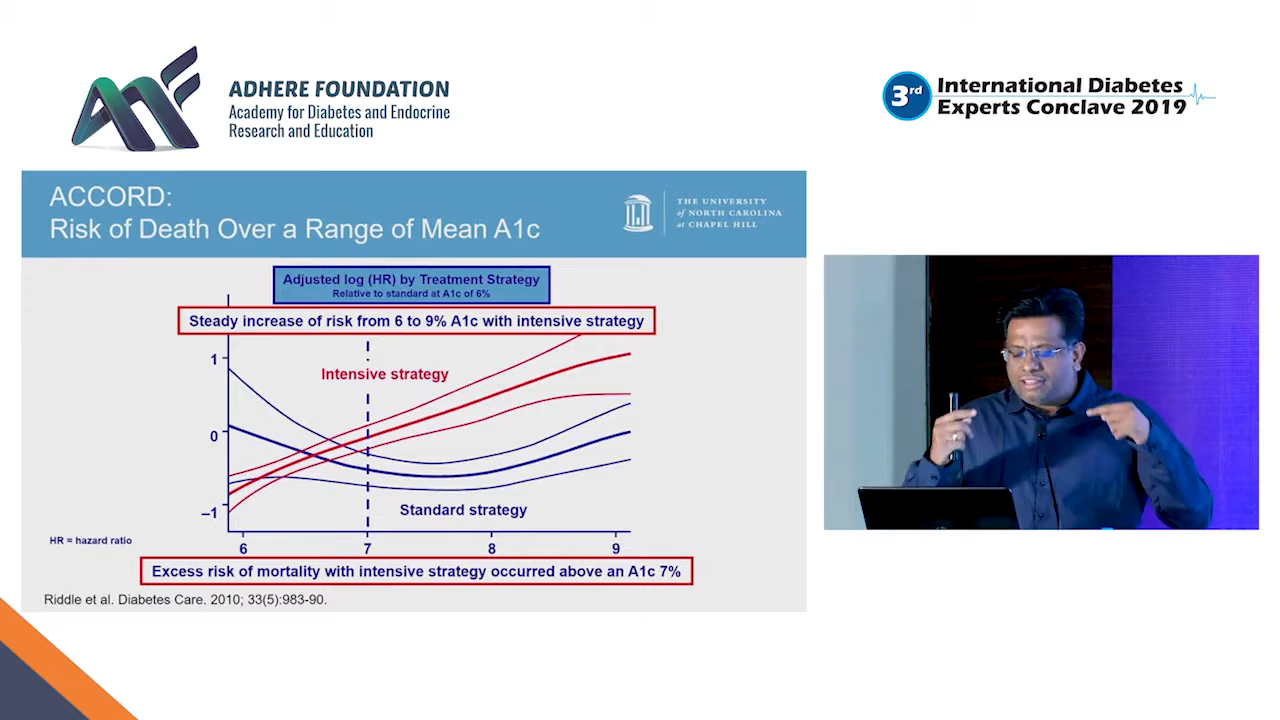 ADHERE FOUNDATION
Academy for Diabetes and Endocrine
Research and Education
3rd
International Diabetes
Experts Conclave 2019
ACCORD:
Risk of Death Over a Range of Mean A1c
THE UNIVERSITY
of NORTH CAROLINA
at CHAPEL HILL
Adjusted log (HR) by Treatment Strategy
Relative to standard at A1c of 6%
Steady increase of risk from 6 to 9% A1c with intensive strategy
1
Intensive strategy
0
–1
Standard strategy
HR = hazard ratio
6 7 8 9
Excess risk of mortality with intensive strategy occurred above an A1c 7%
Riddle et al. Diabetes Care. 2010; 33(5):983-90.